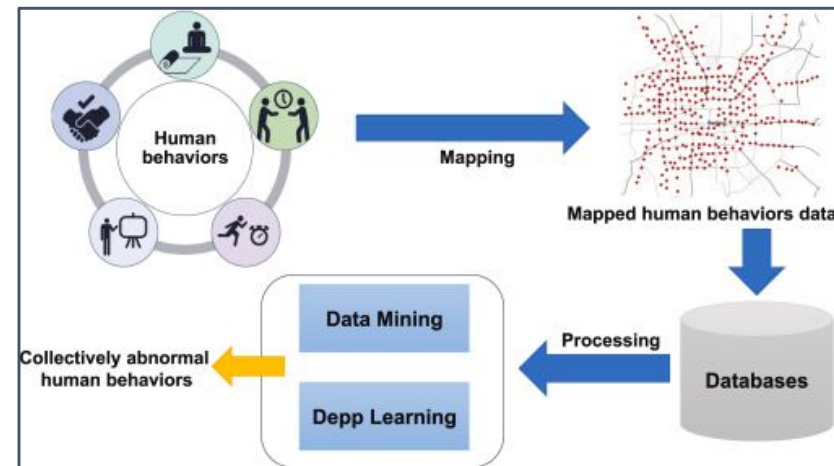 Human
behaviors
Mapping
Mapped human behaviors data
Data Mining
Depp Learning
Processing
Databases
Collectively abnormal
human behaviors